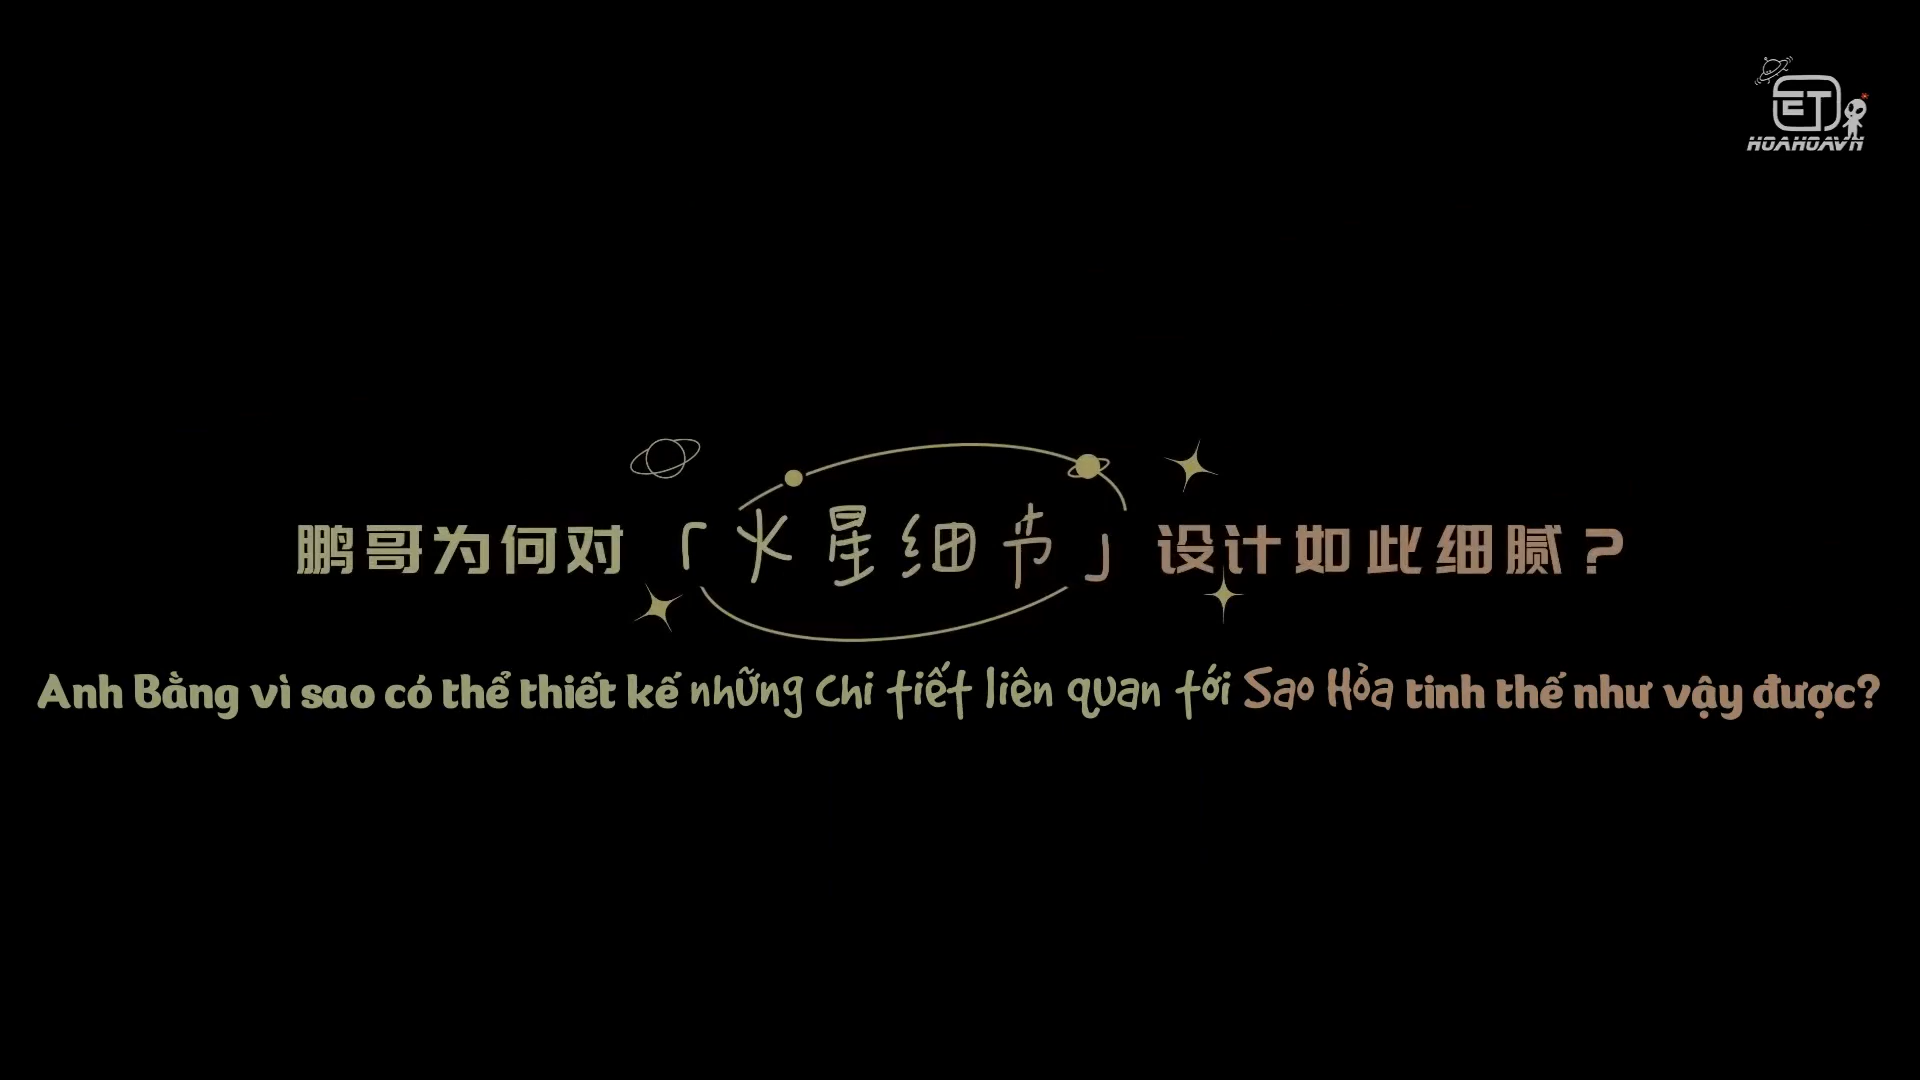 ET
HOAHOAVN
鹏哥为何对「火星细节」设计如此细腻？
Anh Bằng vì sao có thể thiết kế những chi tiết liên quan tới Sao Hỏa tinh thế như vậy được?